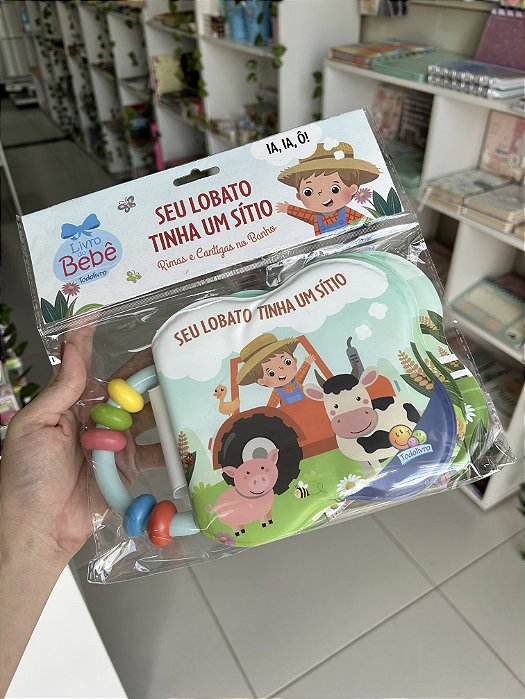 IA, IA, Ô!
SEU LOBATO
TINHA UM SÍTIO
Rimas e Cantigas no Banho
Livro
do
Bebê
Todolivro
SEU LOBATO TINHA UM SÍTIO
Todolivro